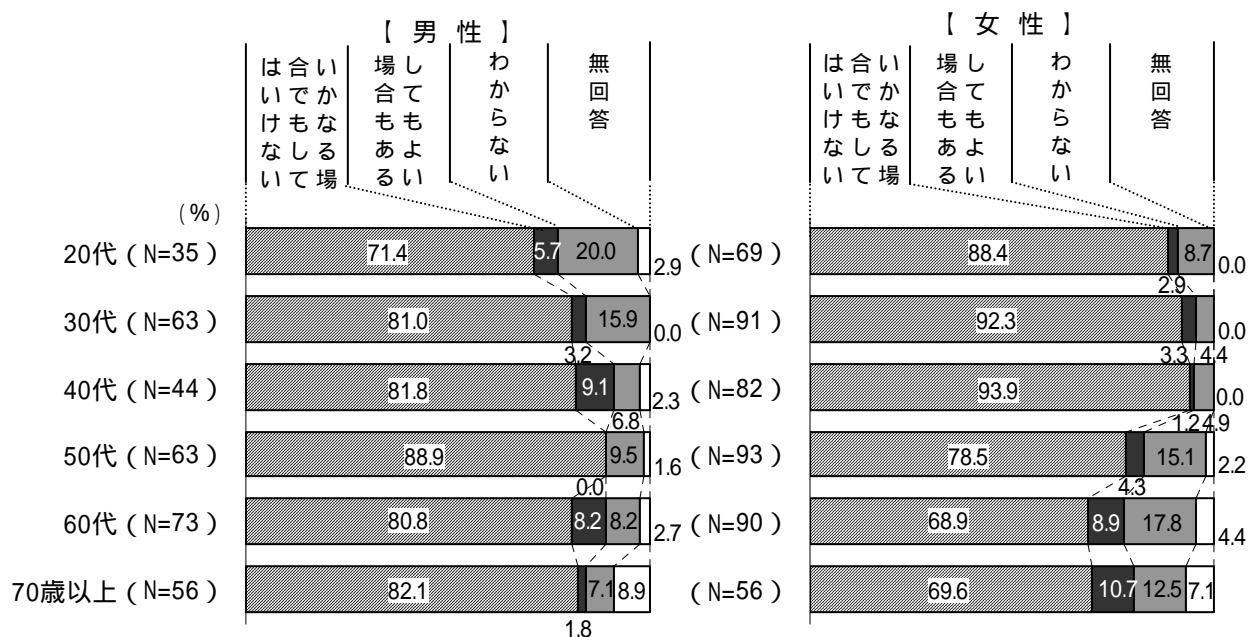 【 男 性 】
【 女 性 】
いかなる場合でもしてはいけない
してもよい場合もある
わからない
無回答
いかなる場合でもしてはいけない
してもよい場合もある
わからない
無回答
(%)
20代 ( N=35 ) 71.4 5.7 20.0 2.9
( N=69 ) 88.4 2.9 8.7 0.0
30代 ( N=63 ) 81.0 3.2 15.9 0.0
( N=91 ) 92.3 3.3 4.4 0.0
40代 ( N=44 ) 81.8 9.1 6.8 2.3
( N=82 ) 93.9 1.2 4.9 0.0
50代 ( N=63 ) 88.9 0.0 9.5 1.6
( N=93 ) 78.5 4.3 15.1 2.2
60代 ( N=73 ) 80.8 8.2 8.2 2.7
( N=90 ) 68.9 8.9 17.8 4.4
70歳以上 ( N=56 ) 82.1 1.8 7.1 8.9
( N=56 ) 69.6 10.7 12.5 7.1